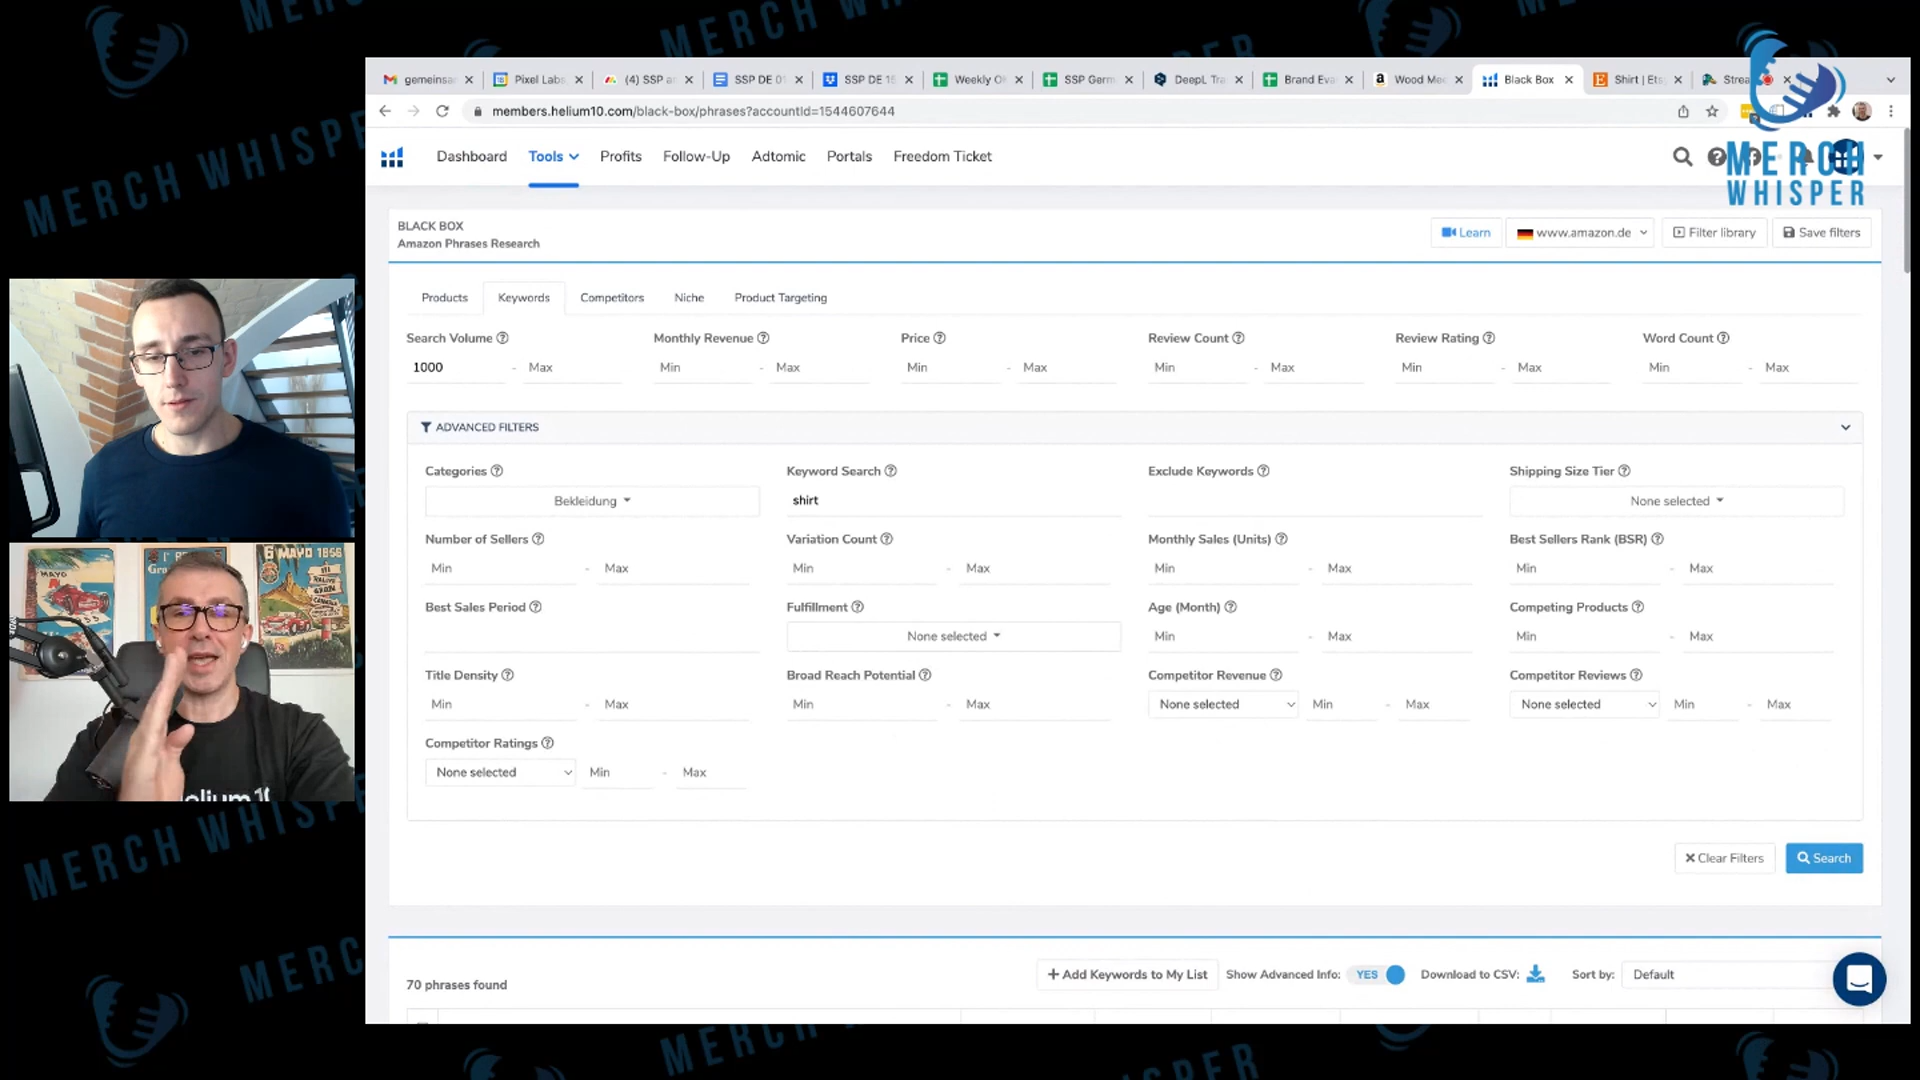 MERCH WHISPER
gemeinsa
Pixel Labs
(4) SSP a
SSP DE 01
SSP DE 15
Weekly O
SSP Germ
DeepL Tra
Brand Eva
Wood Me
Black Box
Shirt | Ets
Strea
members.helium10.com/black-box/phrases?accountId=1544607644
Dashboard
Tools
Profits
Follow-Up
Adtomic
Portals
Freedom Ticket
MERCH
WHISPER
BLACK BOX
Amazon Phrases Research
Learn
www.amazon.de
Filter library
Save filters
Products
Keywords
Competitors
Niche
Product Targeting
Search Volume
Monthly Revenue
Price
Review Count
Review Rating
Word Count
1000 - Max
Min - Max
Min - Max
Min - Max
Min - Max
Min - Max
ADVANCED FILTERS
Categories
Keyword Search
Exclude Keywords
Shipping Size Tier
Bekleidung
shirt
None selected
Number of Sellers
Variation Count
Monthly Sales (Units)
Best Sellers Rank (BSR)
Min - Max
Min - Max
Min - Max
Min - Max
Best Sales Period
Fulfillment
Age (Month)
Competing Products
None selected
Min - Max
Min - Max
Title Density
Broad Reach Potential
Competitor Revenue
Competitor Reviews
Min - Max
Min - Max
None selected
Min - Max
None selected
Min - Max
Competitor Ratings
None selected
Min - Max
Clear Filters
Search
70 phrases found
+ Add Keywords to My List
Show Advanced Info:
YES
Download to CSV:
Sort by:
Default
MAYO
6 MAYO 1956
elium10